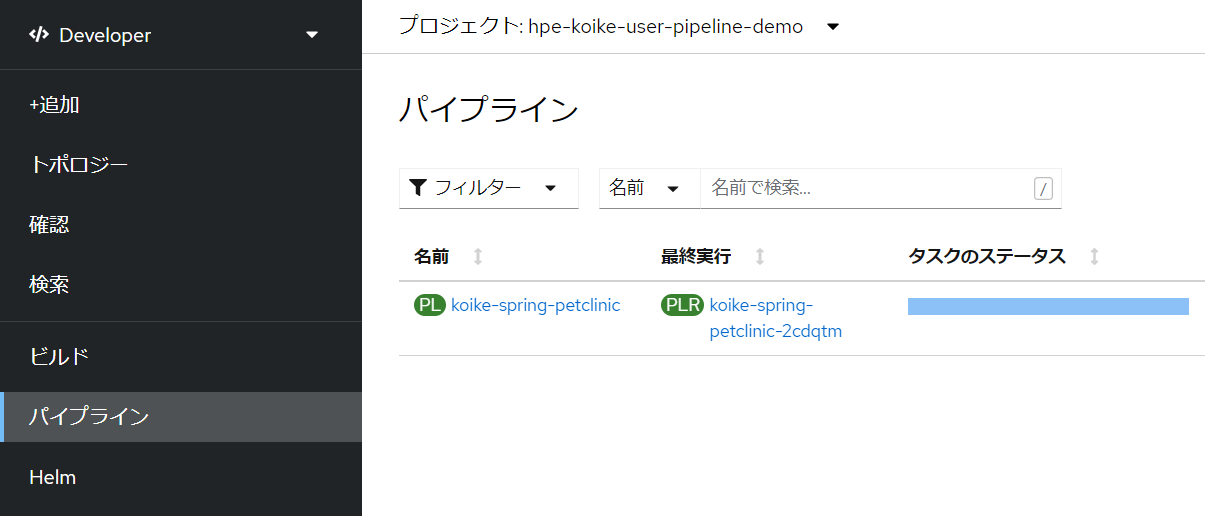 Developer
プロジェクト: hpe-koike-user-pipeline-demo
+追加
トポロジー
確認
検索
ビルド
パイプライン
Helm
パイプライン
フィルター
名前
名前で検索...
/
名前
最終実行
タスクのステータス
PL koike-spring-petclinic
PLR koike-spring-
petclinic-2cdqtm